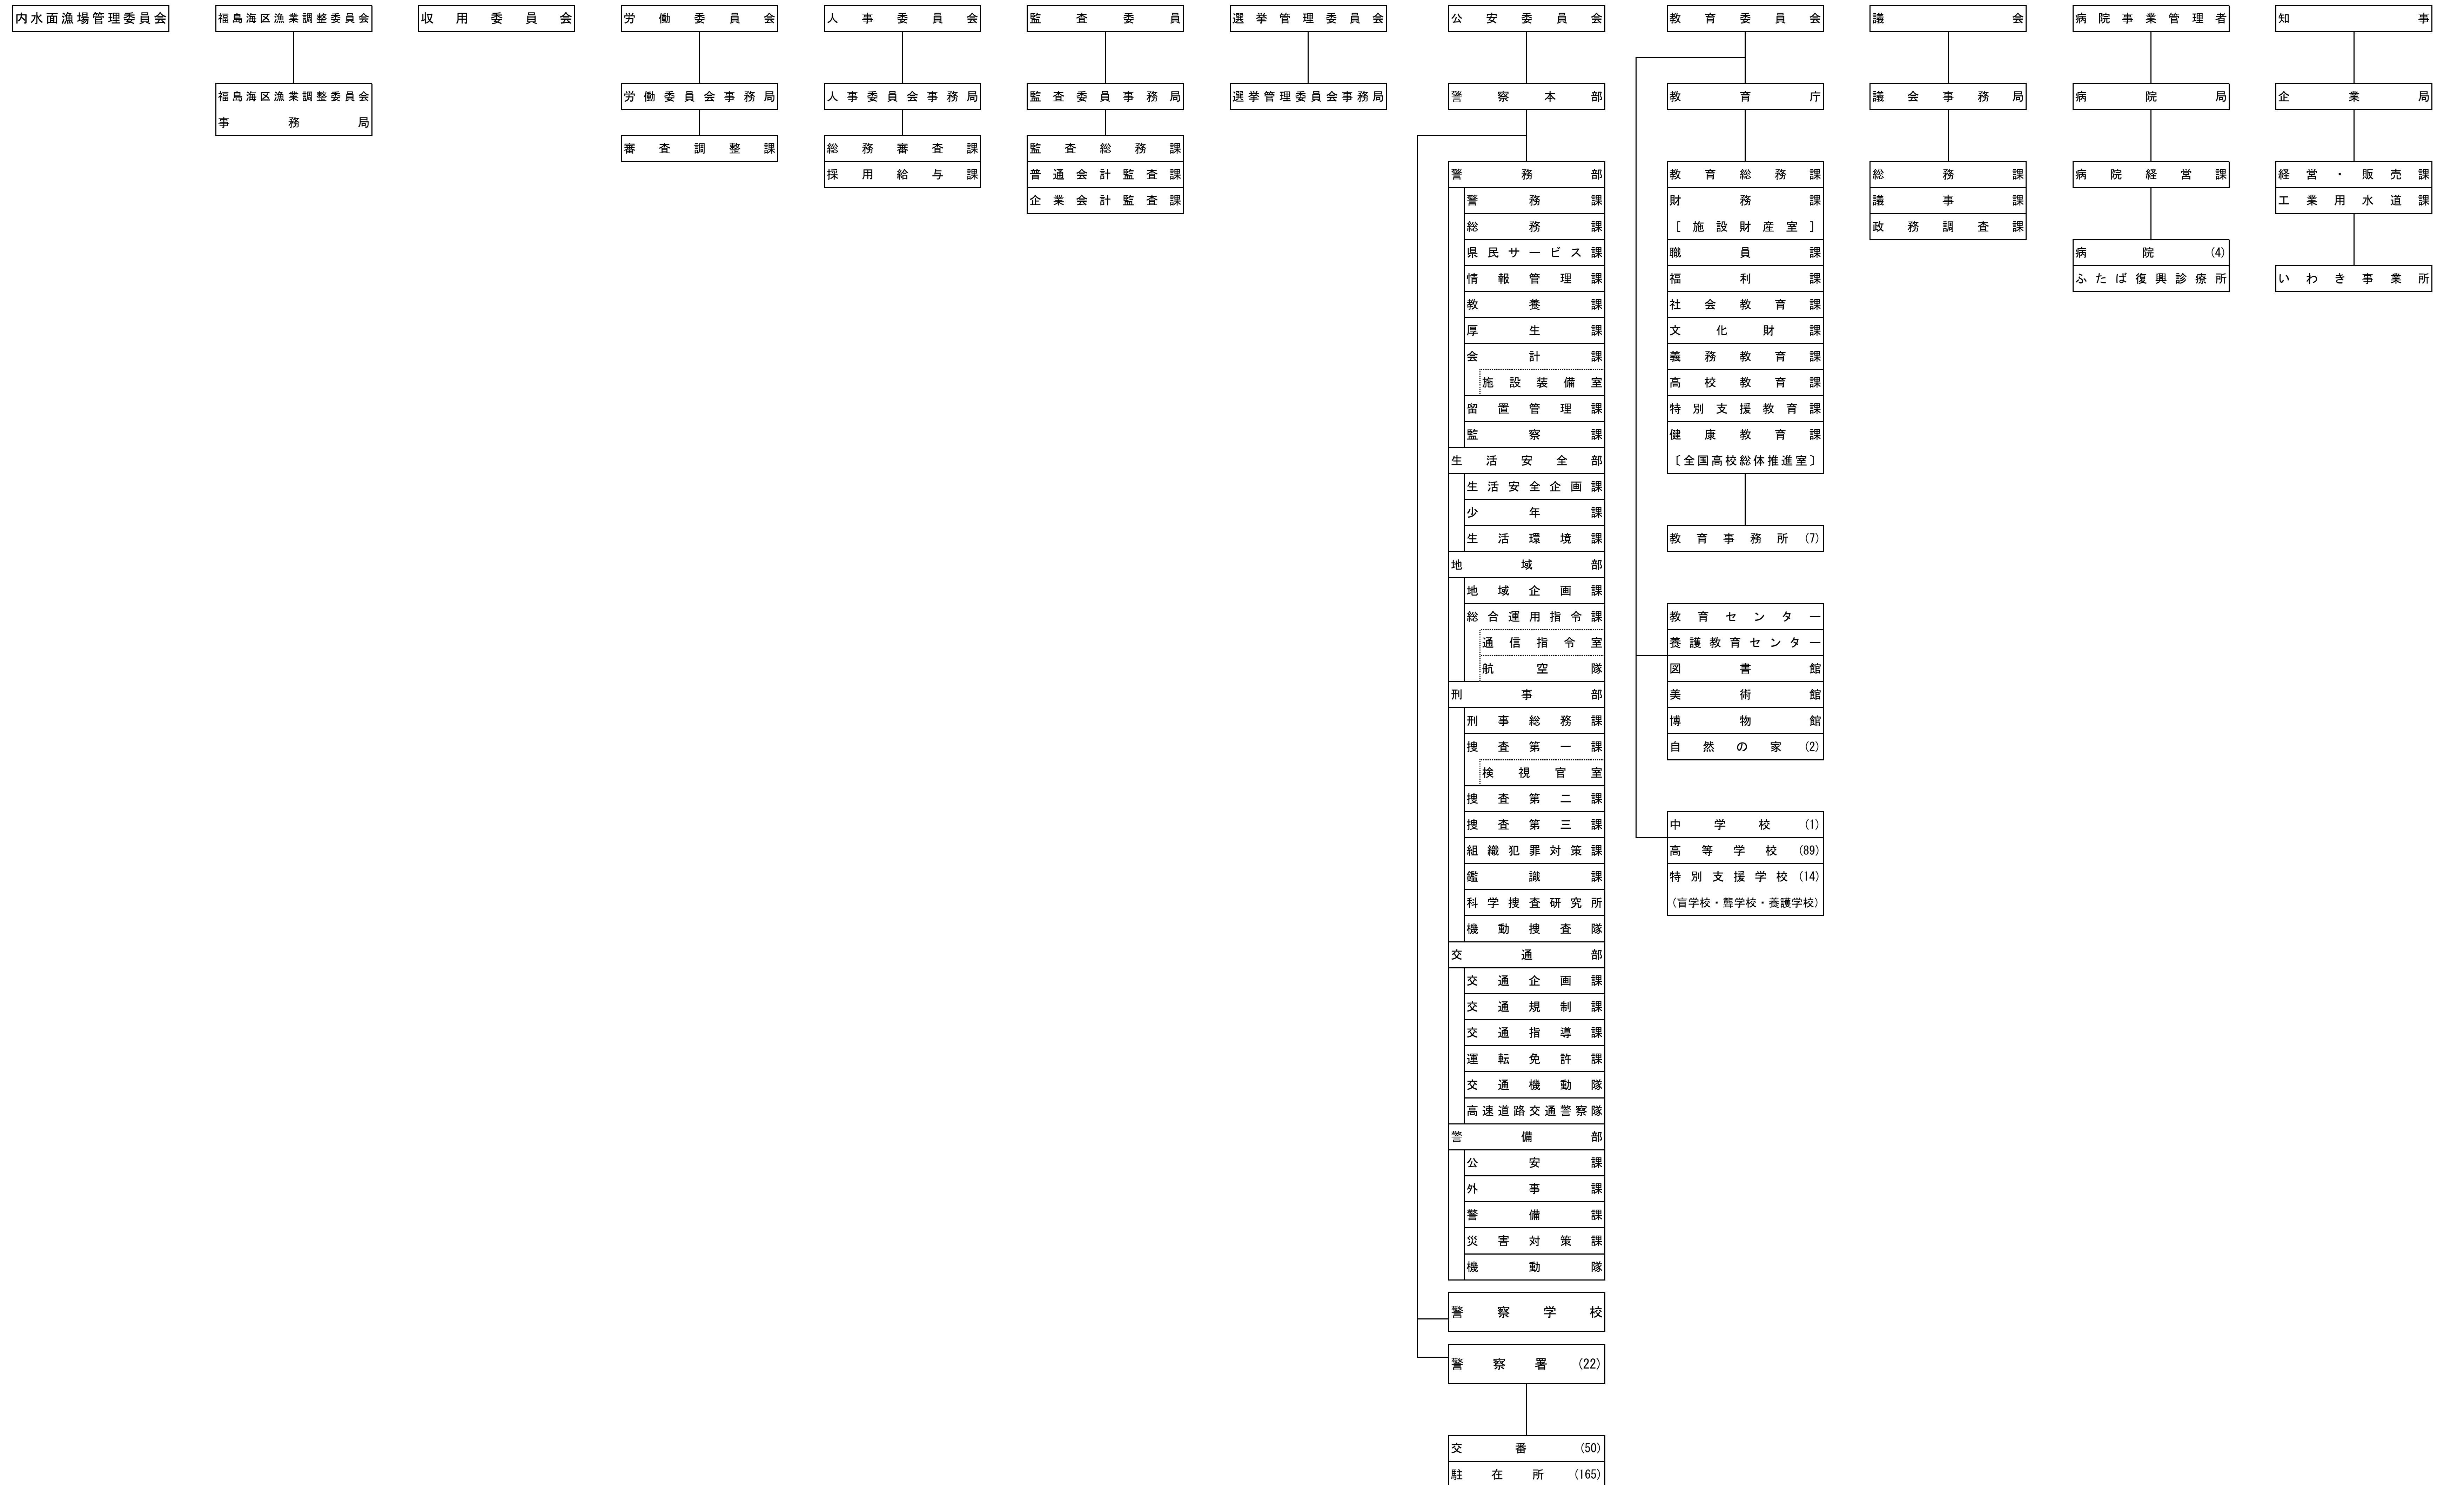 内水面漁場管理委員会
福島海区漁業調整委員会
収用委員会
労働委員会
人事委員会
監査委員
選挙管理委員会
公安委員会
教育委員会
議会
病院事業管理者
知事
福島海区漁業調整委員会
事務局
労働委員会事務局
人事委員会事務局
監査委員事務局
選挙管理委員会事務局
警察本部
教育庁
議会事務局
病院局
企業局
審査調整課
総務審査課
採用給与課
監査総務課
普通会計監査課
企業会計監査課
警務部
警務課
総務課
県民サービス課
情報管理課
教養課
厚生課
会計課
施設装備室
留置管理課
監察課
生活安全部
生活安全企画課
少年課
生活環境課
地域部
地域企画課
総合運用指令課
通信指令室
航空隊
刑事部
刑事総務課
捜査第一課
検視官室
捜査第二課
捜査第三課
組織犯罪対策課
鑑識課
科学捜査研究所
機動捜査隊
交通部
交通企画課
交通規制課
交通指導課
運転免許課
交通機動隊
高速道路交通警察隊
警備部
公安課
外事課
警備課
災害対策課
機動隊
警察学校
警察署(22)
交番(50)
駐在所(165)
教育総務課
財務課
[施設財産室]
職員課
福利課
社会教育課
文化財課
義務教育課
高校教育課
特別支援教育課
健康教育課
〔全国高校総体推進室〕
教育事務所(7)
教育センター
養護教育センター
図書館
美術館
博物館
自然の家(2)
中学校(1)
高等学校(89)
特別支援学校(14)
(盲学校・聾学校・養護学校)
総務課
議事課
政務調査課
病院経営課
病院(4)
ふたば復興診療所
経営・販売課
工業用水道課
いわき事業所